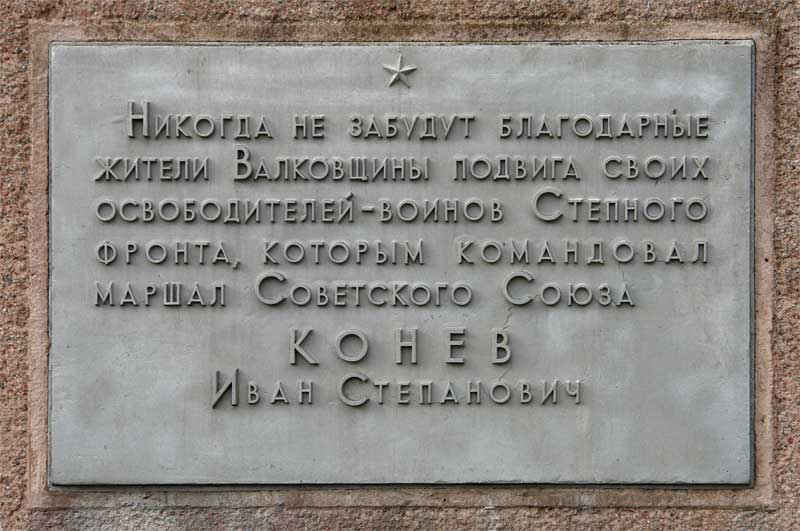 Никогда не забудут благодарные
жители Валковщины подвига своих
освободителей-воинов Степного
фронта, которым командовал
маршал Советского Союза
КОНЕВ
Иван Степанович